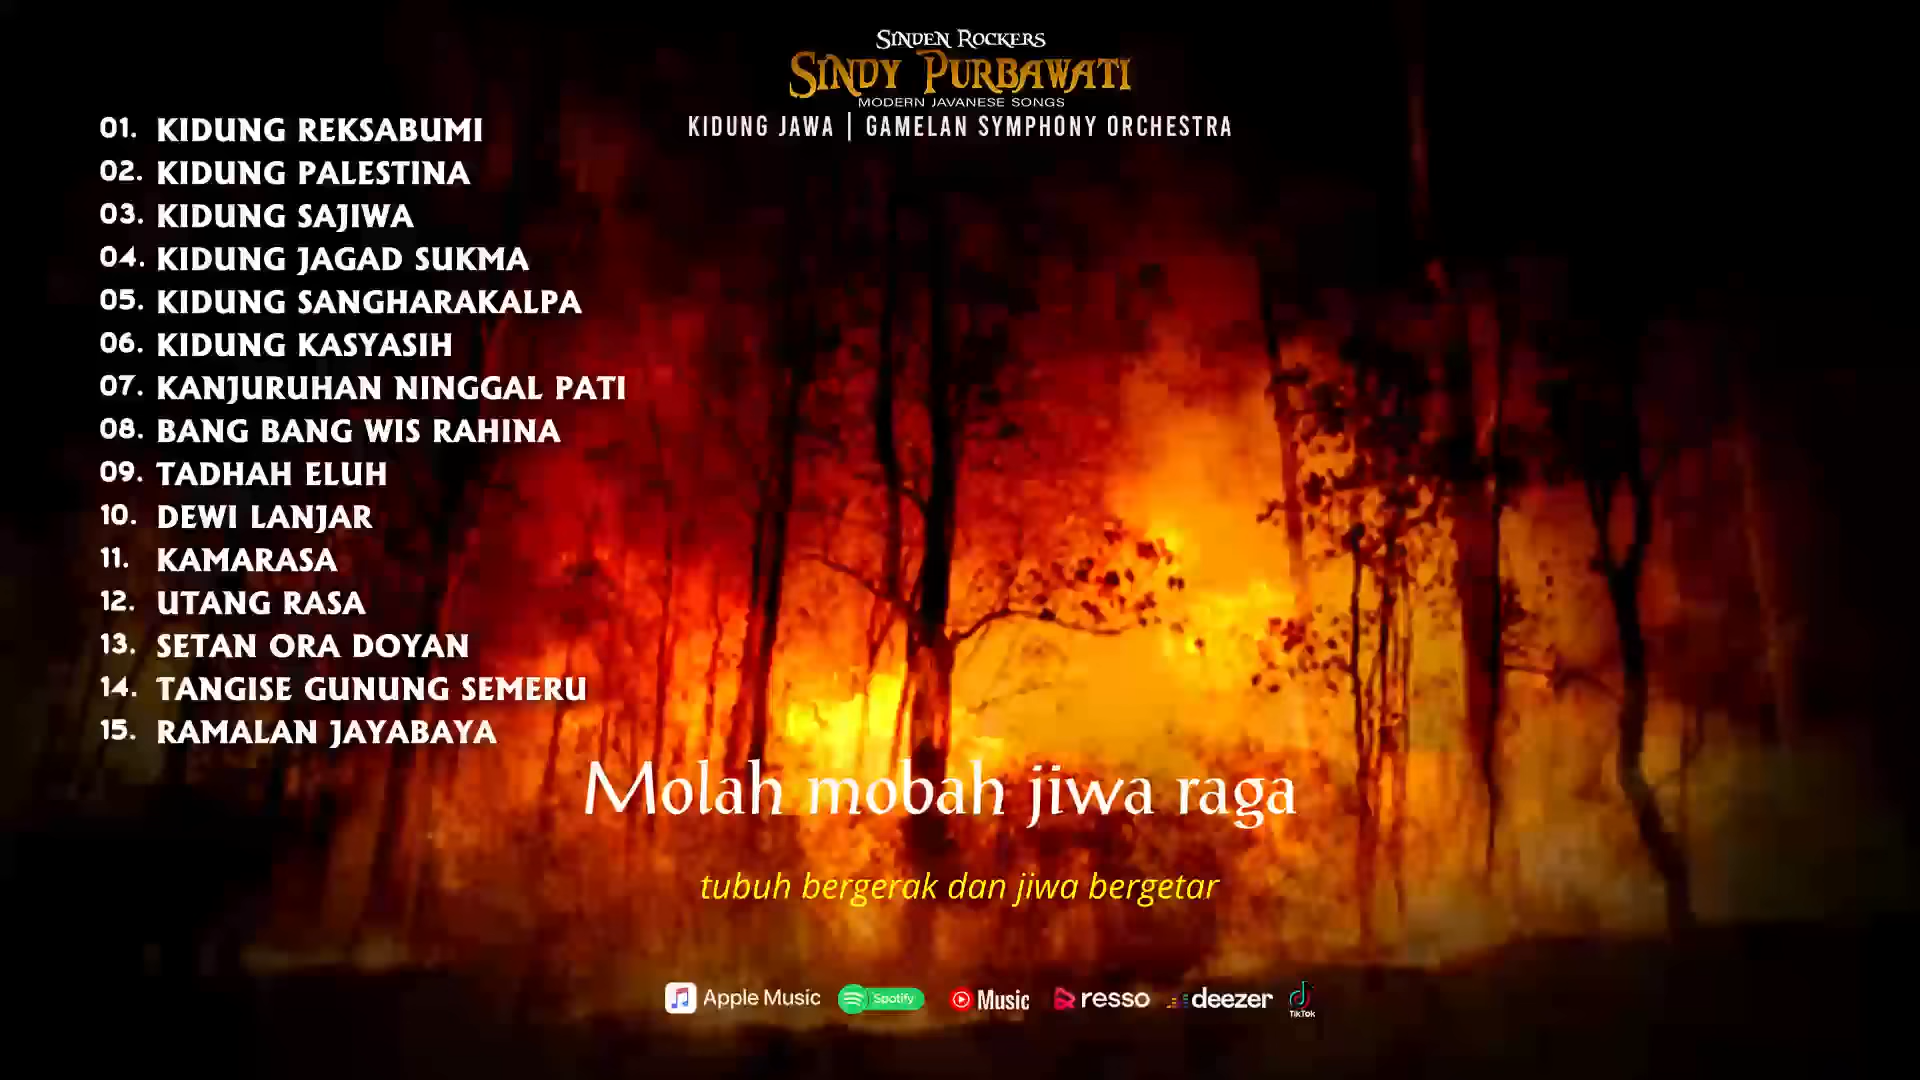 SINDEN ROCKERS
SINDY PURBAWATI
MODERN JAVANESE SONGS
KIDUNG JAWA | GAMELAN SYMPHONY ORCHESTRA
01. KIDUNG REKSABUMI
02. KIDUNG PALESTINA
03. KIDUNG SAJIWA
04. KIDUNG JAGAD SUKMA
05. KIDUNG SANGHARAKALPA
06. KIDUNG KASYASIH
07. KANJURUHAN NINGGAL PATI
08. BANG BANG WIS RAHINA
09. TADHAH ELUH
10. DEWI LANJAR
11. KAMARASA
12. UTANG RASA
13. SETAN ORA DOYAN
14. TANGISE GUNUNG SEMERU
15. RAMALAN JAYABAYA
Molah mobah jiwa raga
tubuh bergerak dan jiwa bergetar
Apple Music Spotify Music resso deezer TikTok